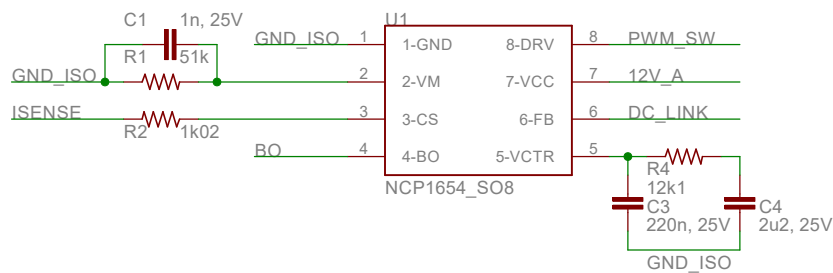 C1 1n, 25V
U1
GND_ISO 1 1-GND 8-DRV 8 PWM_SW
R1 51k
GND_ISO 2 2-VM 7-VCC 7 12V_A
ISENSE 3 3-CS 6-FB 6 DC_LINK
R2 1k02
BO 4 4-BO 5-VCTR 5
R4
12k1
NCP1654_SO8
C3 C4
220n, 25V 2u2, 25V
GND_ISO